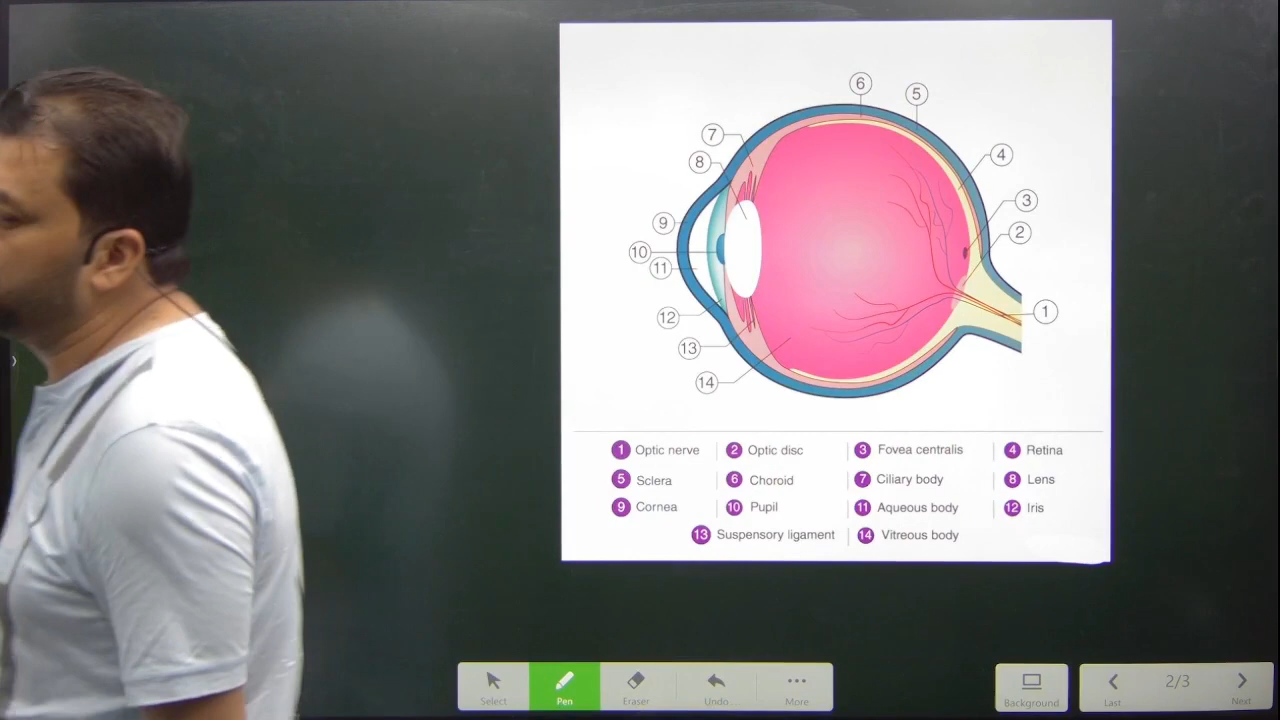 6
5
7
4
8
3
9
2
10
11
1
12
13
14
1 Optic nerve 2 Optic disc 3 Fovea centralis 4 Retina
5 Sclera 6 Choroid 7 Ciliary body 8 Lens
9 Cornea 10 Pupil 11 Aqueous body 12 Iris
13 Suspensory ligament 14 Vitreous body
Select Pen Eraser Undo... More Background Last 2/3 Next